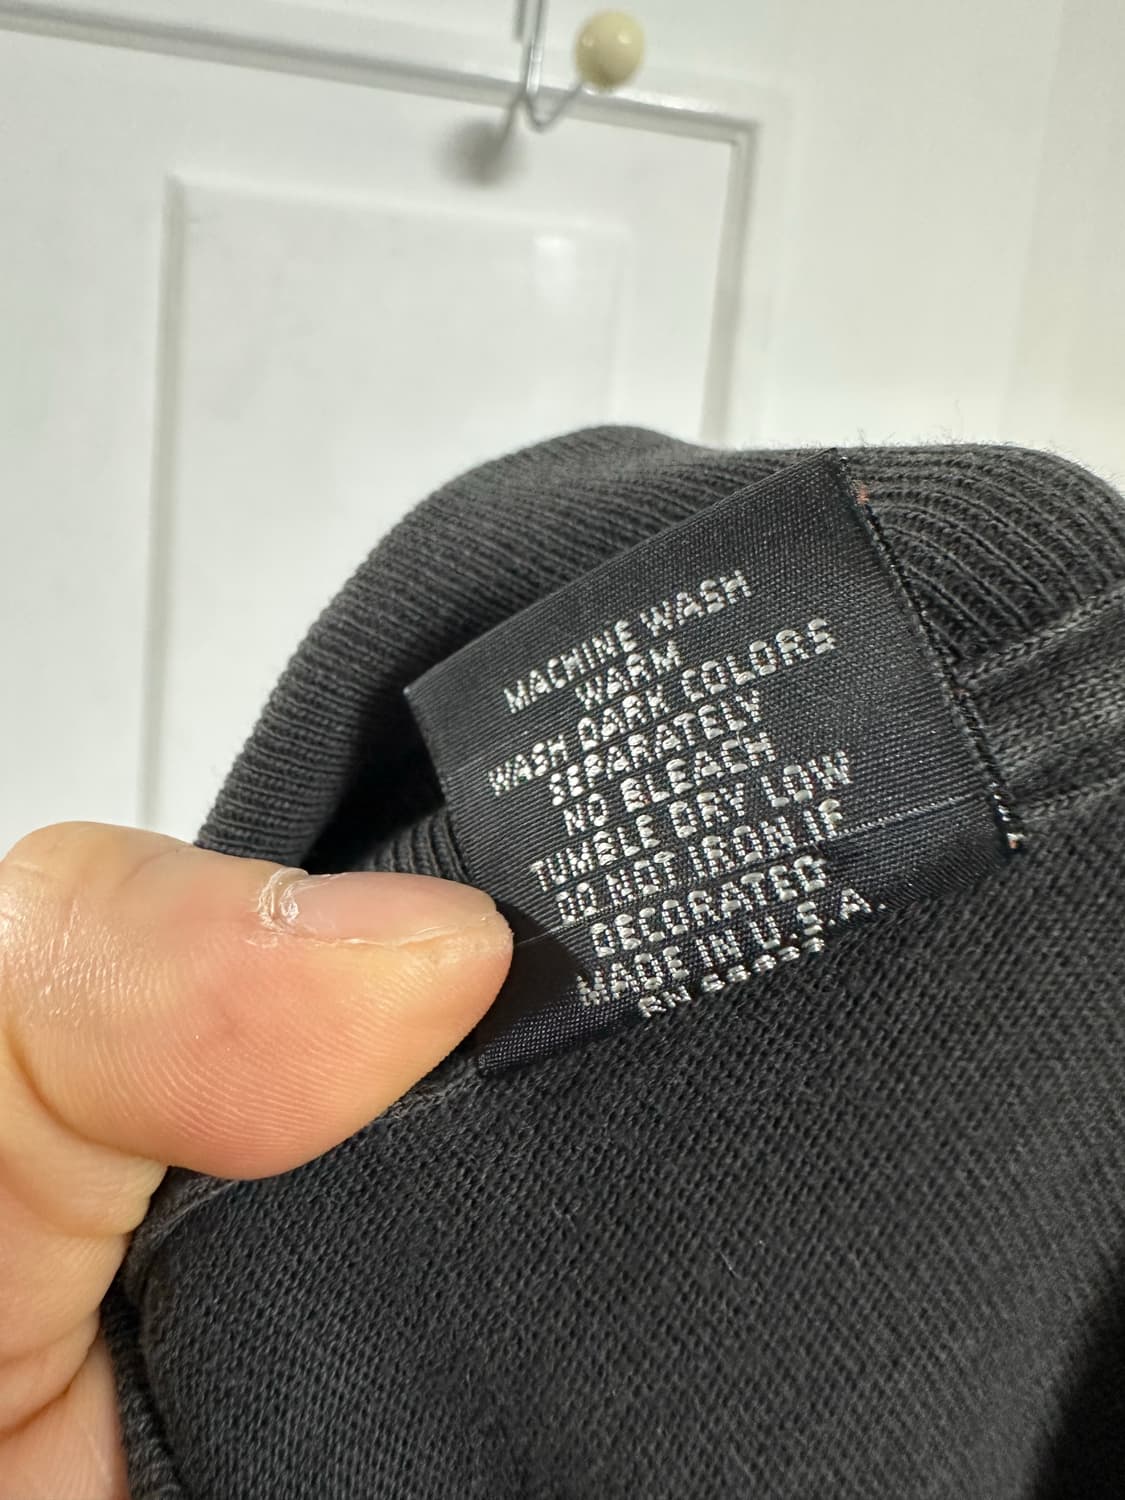 MACHINE WASH
WARM
WASH DARK COLORS
SEPARATELY
NO BLEACH
TUMBLE DRY LOW
DO NOT IRON IF
DECORATED
MADE IN U.S.A.
RN